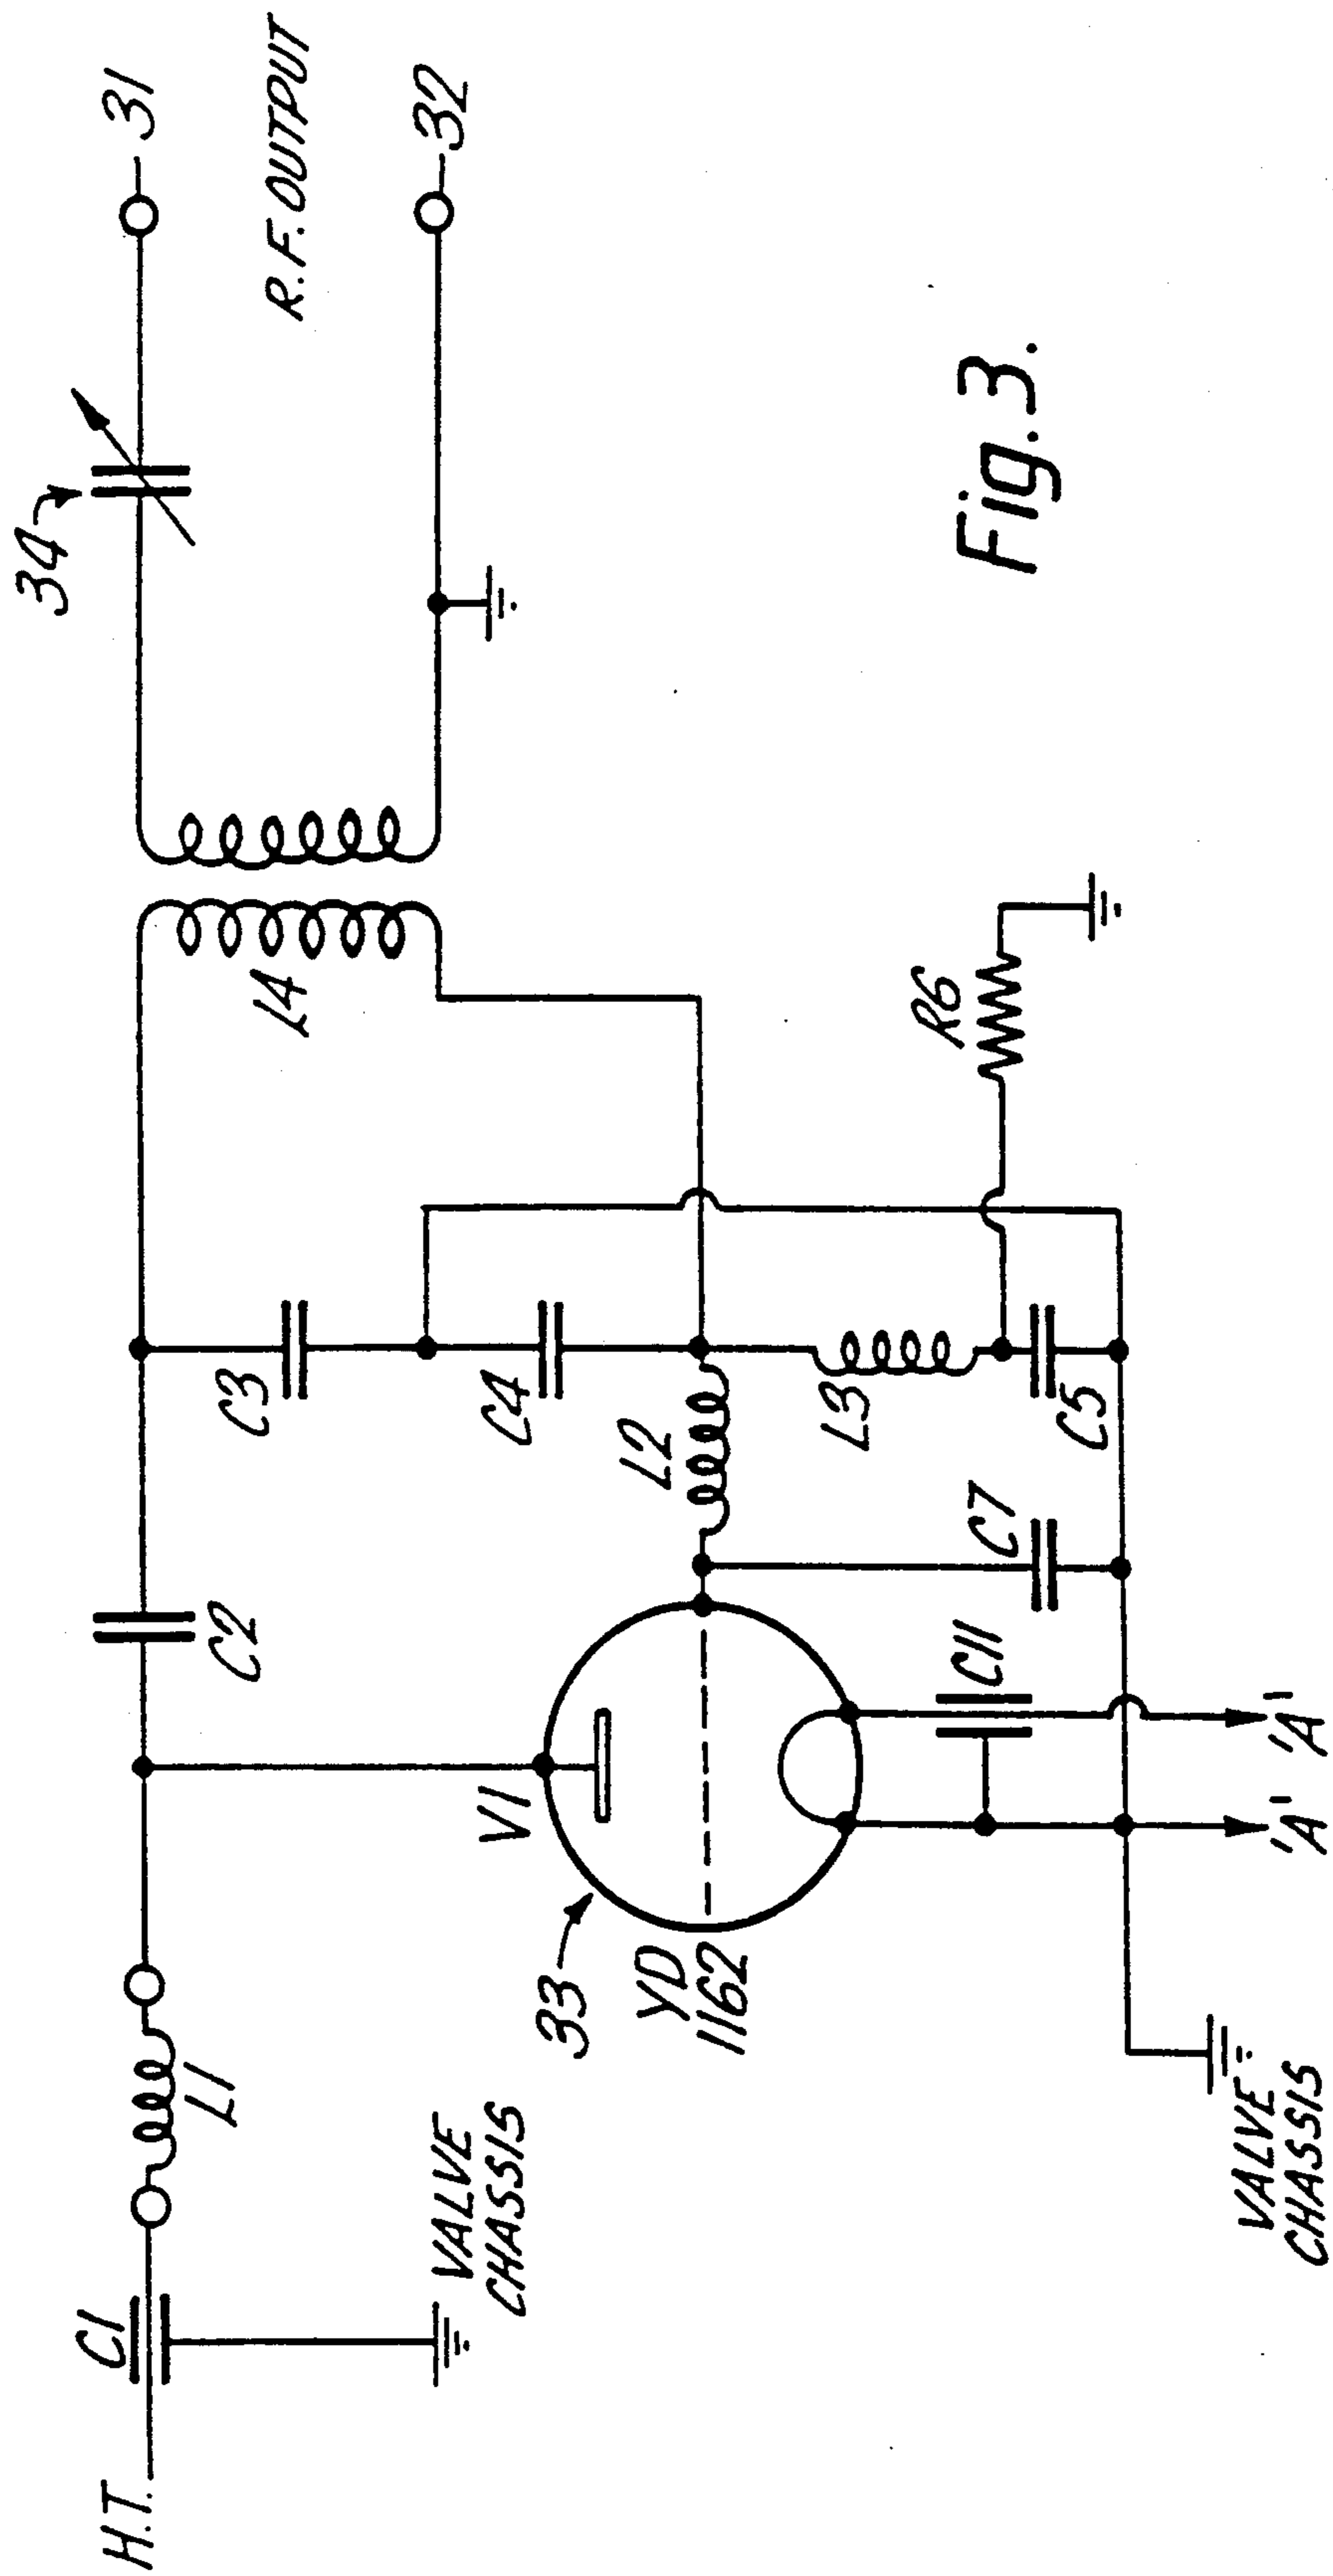 H.T.
C1
L1
VALVE
CHASSIS
C2
34
31
R.F. OUTPUT
32
L4
C3
C4
V1
33
YD
1162
L2
L3
R6
C5
C7
C11
'A'
'A'
VALVE
CHASSIS
Fig. 3.